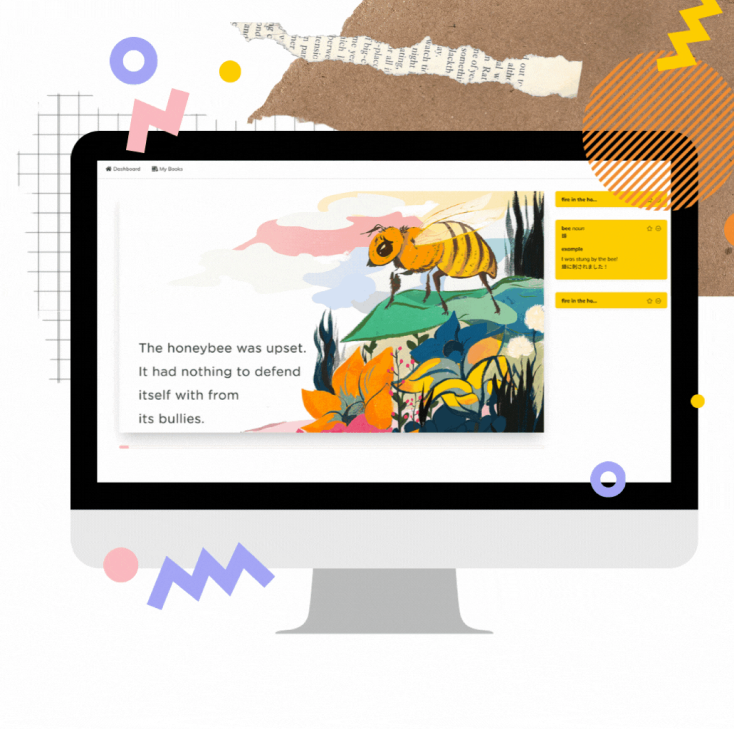 Dashboard My Books
The honeybee was upset.
It had nothing to defend
itself with from
its bullies.
fire in the ho...
bee noun
蜂
example
I was stung by the bee!
蜂に刺されました！
fire in the ho...